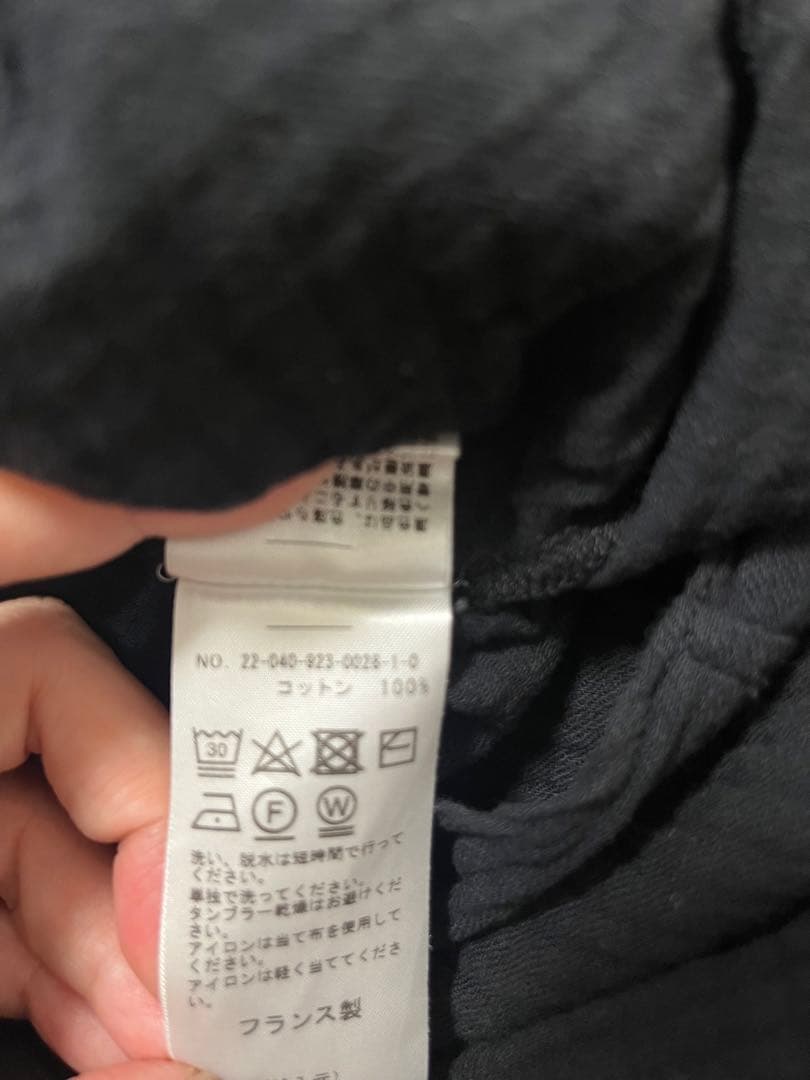 NO. 22-040-923-0028-1-0
コットン 100%
30
F W
洗い、脱水は短時間で行って
ください。
単独で洗ってください。
タンブラー乾燥はお避けくだ
さい。
アイロンは当て布を使用して
ください。
アイロンは軽く当ててくださ
い。
フランス製